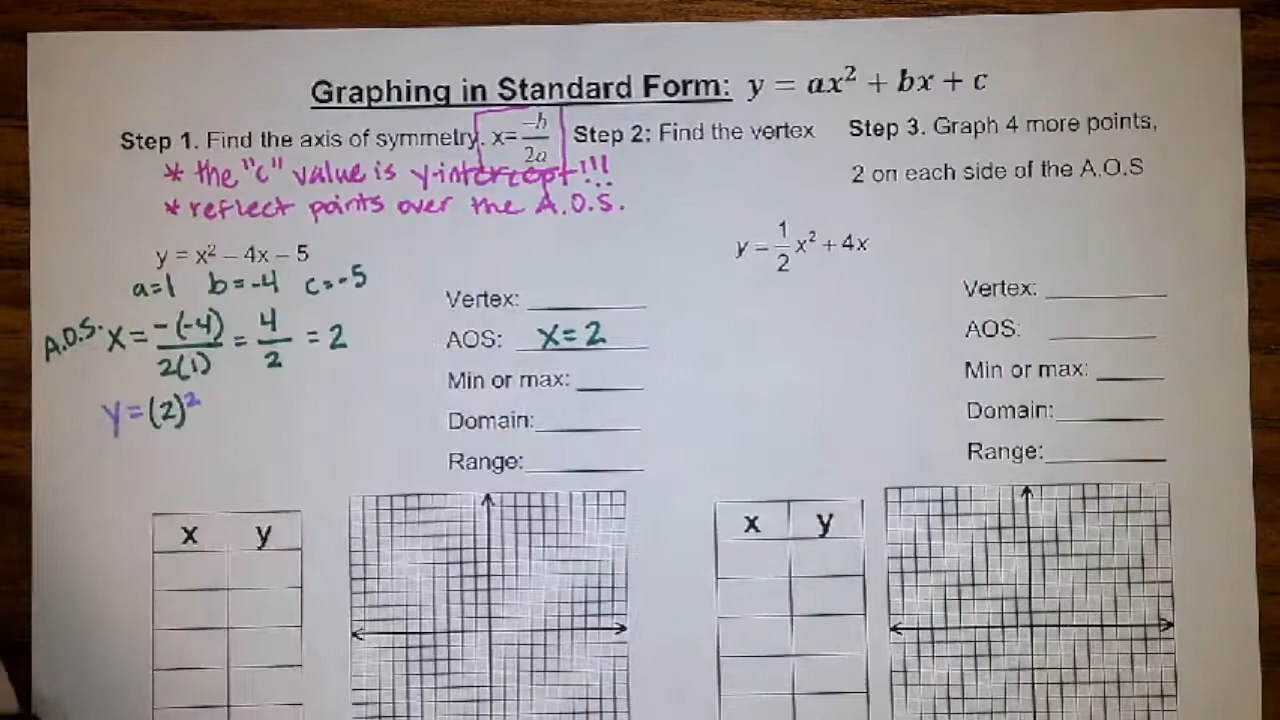 Graphing in Standard Form: y = ax² + bx + c
Step 1. Find the axis of symmetry. x= -b/2a
Step 2: Find the vertex
Step 3. Graph 4 more points,
2 on each side of the A.O.S
* the "c" value is y-intercept!!!
* reflect points over the A.O.S.
y = x² – 4x – 5
a=1 b=-4 c=-5
A.O.S. x = -(-4)/2(1) = 4/2 = 2
y = (2)²
Vertex:
AOS: x=2
Min or max:
Domain:
Range:
x y
y = 1/2 x² + 4x
Vertex:
AOS:
Min or max:
Domain:
Range:
x y